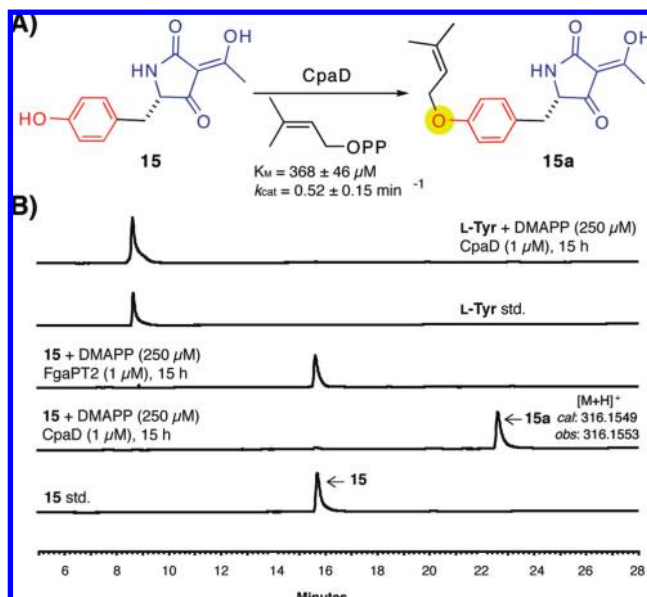 A)
O
OH
HN
O
HO
15
CpaD
OPP
KM = 368 ± 46 µM
kcat = 0.52 ± 0.15 min -1
O
OH
HN
O
O
15a
B)
L-Tyr + DMAPP (250 µM)
CpaD (1 µM), 15 h
L-Tyr std.
15 + DMAPP (250 µM)
FgaPT2 (1 µM), 15 h
15 + DMAPP (250 µM)
CpaD (1 µM), 15 h
[M+H]+
15a cal: 316.1549
obs: 316.1553
15 std.
15
6 8 10 12 14 16 18 20 22 24 26 28
Minutes